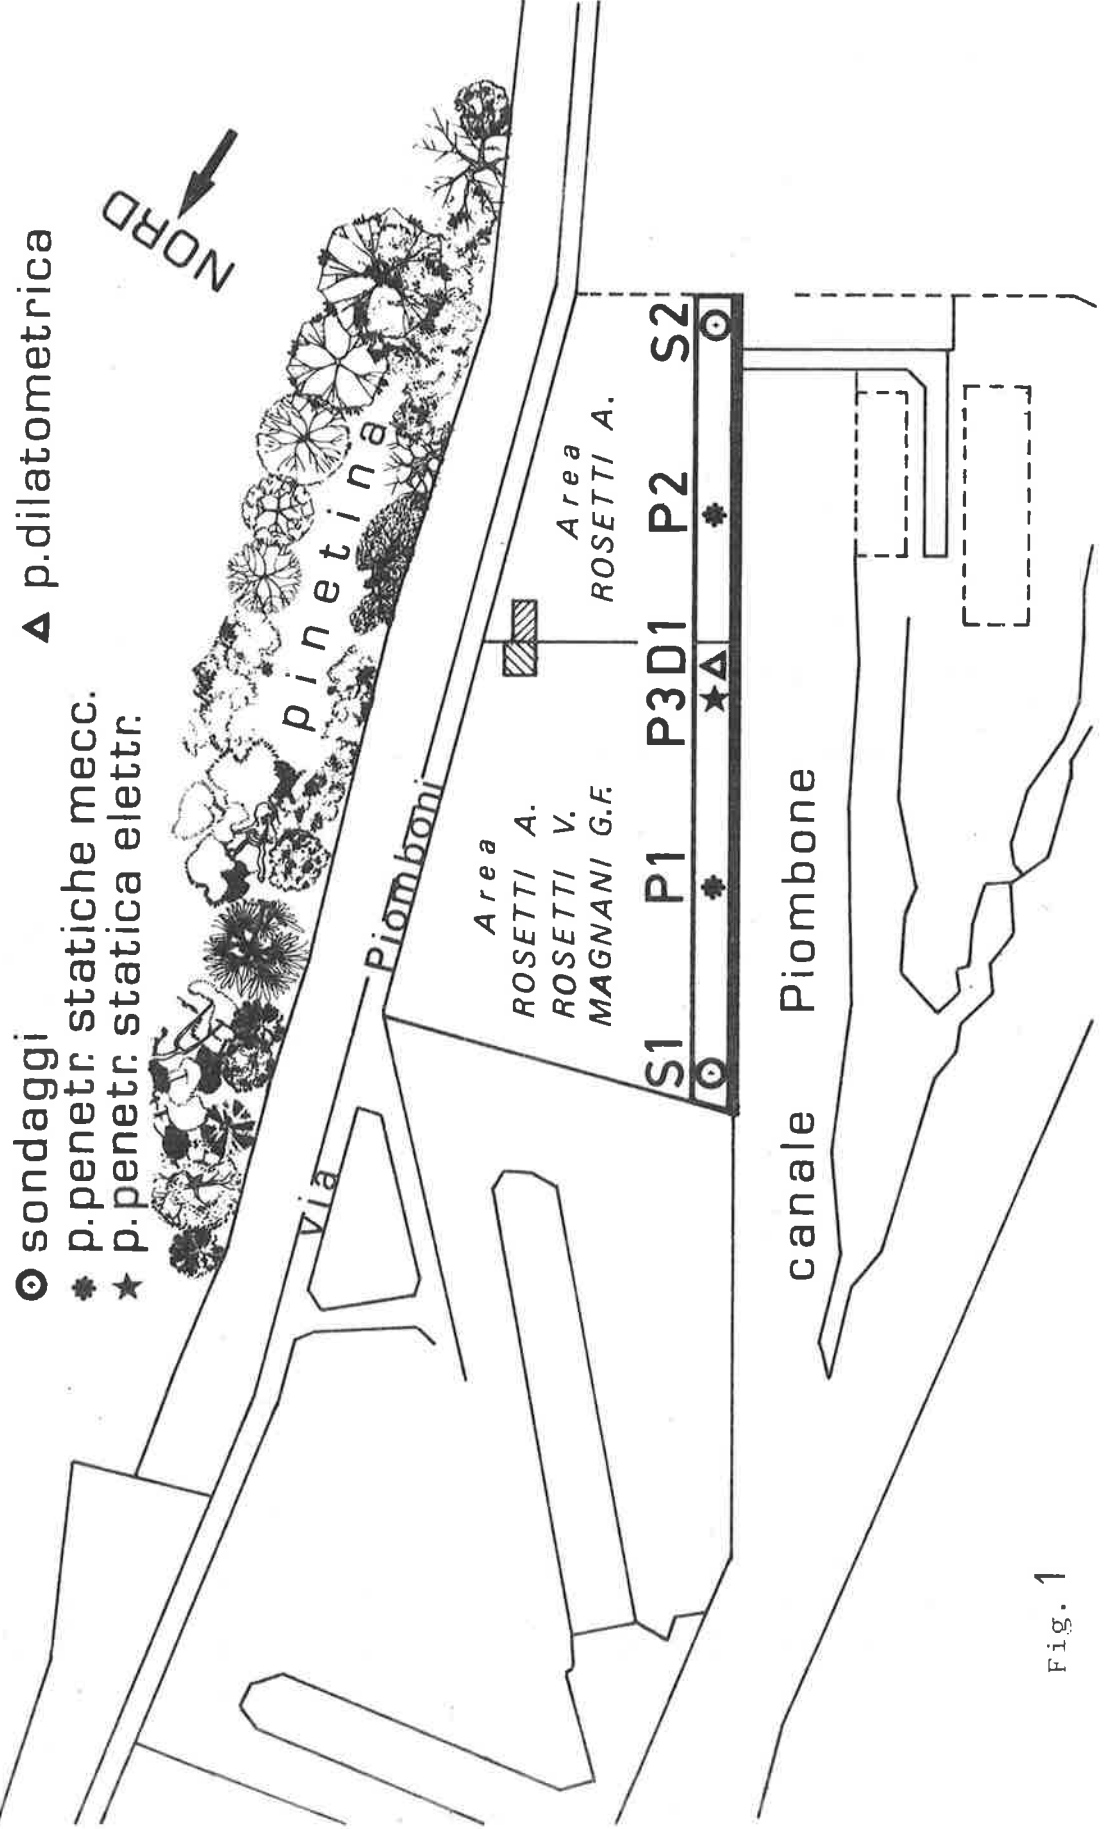 ⊙ sondaggi
✸ p.penetr. statiche mecc.
★ p.penetr. statica elettr.
▲ p.dilatometrica
NORD
pinetina
via Piomboni
Area
ROSETTI A.
ROSETTI V.
MAGNANI G.F.
Area
ROSETTI A.
S1 P1 P3 D1 P2 S2
canale Piombone
Fig. 1